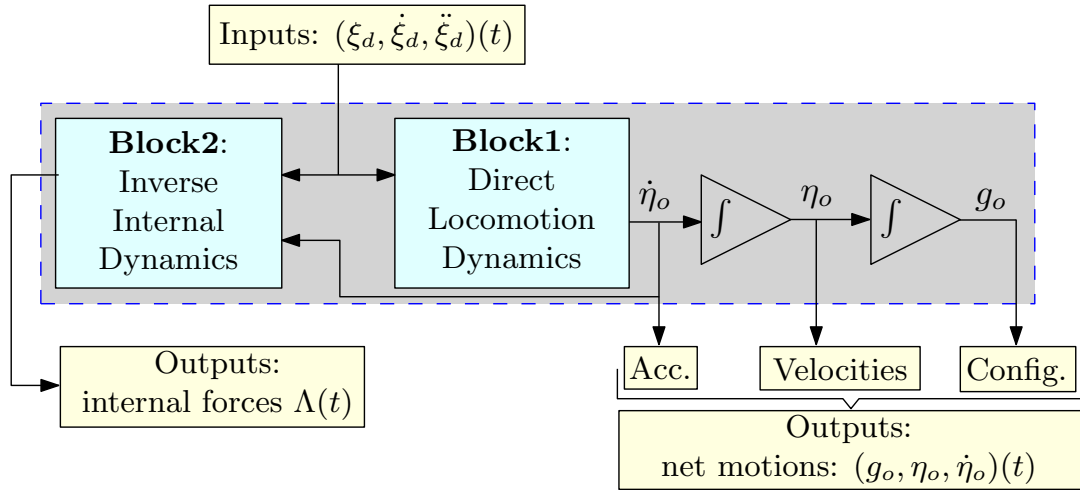 Inputs: (ξ_d, ξ̇_d, ξ̈_d)(t)
Block2:
Inverse
Internal
Dynamics
Block1:
Direct
Locomotion
Dynamics
η̇_o
∫
η_o
∫
g_o
Outputs:
internal forces Λ(t)
Acc.
Velocities
Config.
Outputs:
net motions: (g_o, η_o, η̇_o)(t)